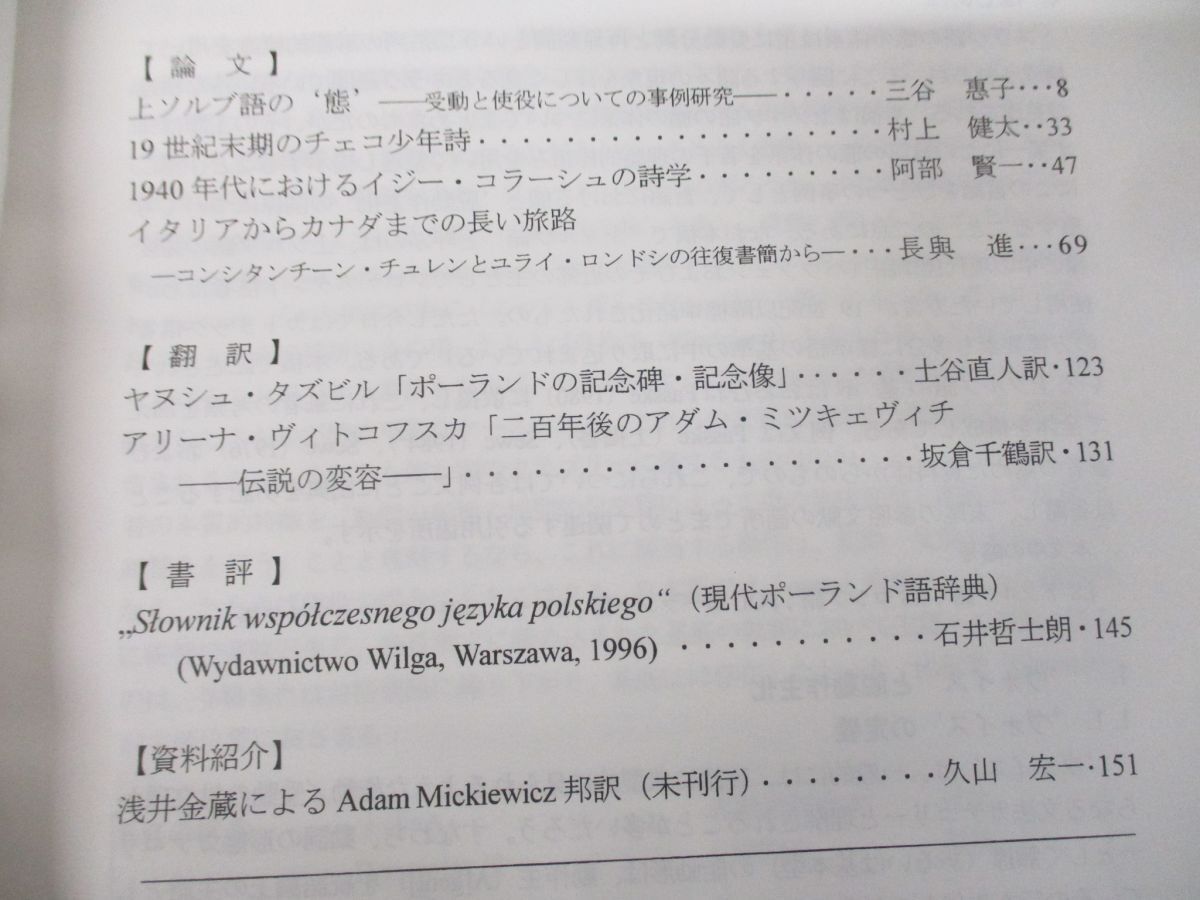 【 論 文 】
上ソルブ語の ‘態’ ――受動と使役についての事例研究――・・・・・三谷 惠子・・・8
19 世紀末期のチェコ少年詩・・・・・・・・・・・・・・・村上 健太・・33
1940 年代におけるイジー・コラーシュの詩学・・・・・・・・・阿部 賢一・・47
イタリアからカナダまでの長い旅路
―コンシタンチーン・チュレンとユライ・ロンドシの往復書簡から―・・・長與 進・・・69
【 翻 訳 】
ヤヌシュ・タズビル「ポーランドの記念碑・記念像」・・・・・・土谷直人訳・123
アリーナ・ヴィトコフスカ「二百年後のアダム・ミツキェヴィチ
――伝説の変容――」・・・・・・・・・・・・・・・・・坂倉千鶴訳・131
【 書 評 】
„Słownik współczesnego języka polskiego“（現代ポーランド語辞典）
(Wydawnictwo Wilga, Warszawa, 1996) ・・・・・・・・・・・石井哲士朗・145
【資料紹介】
浅井金蔵による Adam Mickiewicz 邦訳（未刊行）・・・・・・・・久山 宏一・151